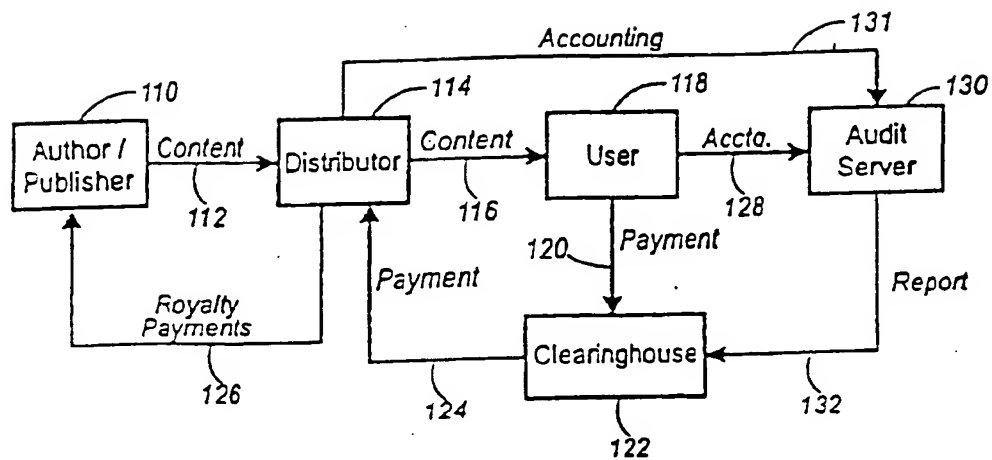 Accounting
131
110
114
118
130
Author /
Publisher
Content
Distributor
Content
User
Accta.
Audit
Server
112
116
128
120
Payment
Payment
Report
Royalty
Payments
Clearinghouse
126
124
132
122